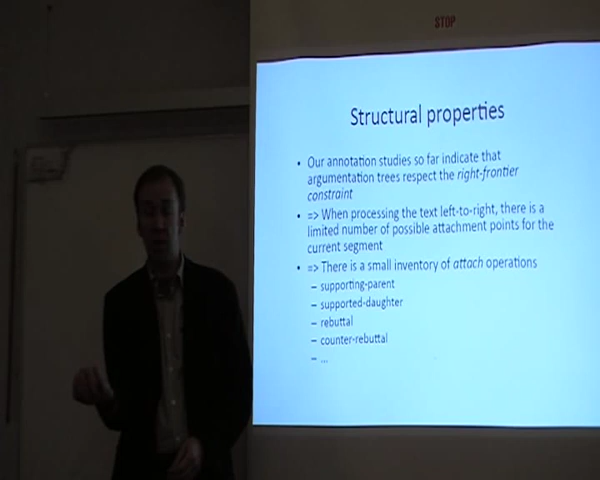 STOP
Structural properties
• Our annotation studies so far indicate that
argumentation trees respect the right-frontier
constraint
• => When processing the text left-to-right, there is a
limited number of possible attachment points for the
current segment
• => There is a small inventory of attach operations
– supporting-parent
– supported-daughter
– rebuttal
– counter-rebuttal
– ...